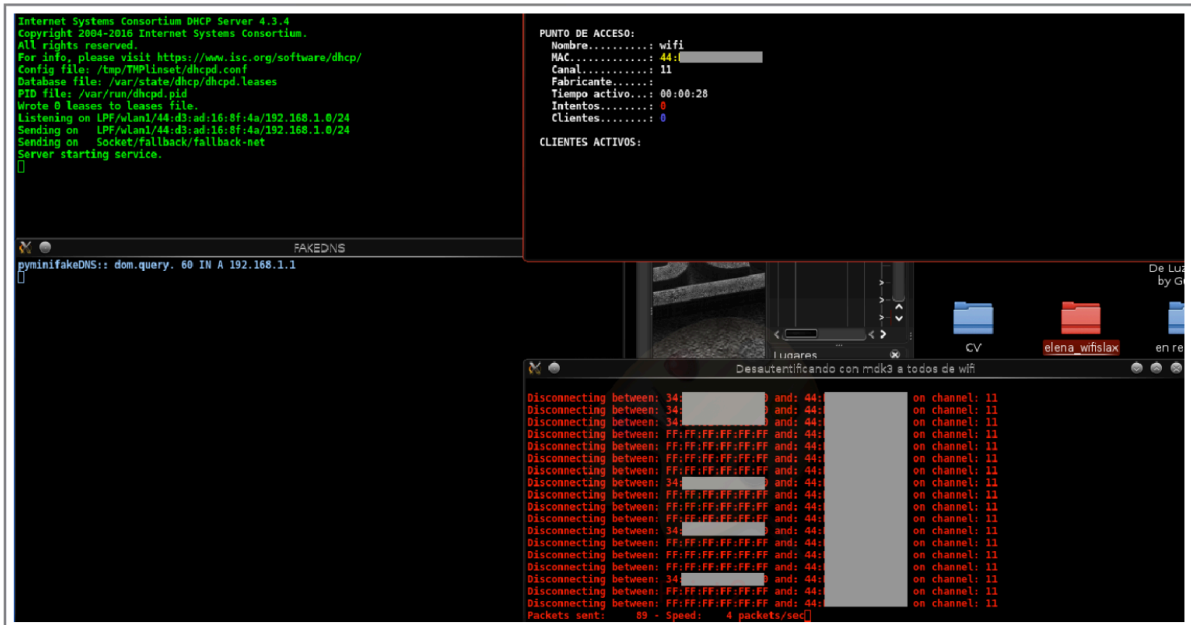 Internet Systems Consortium DHCP Server 4.3.4
Copyright 2004-2016 Internet Systems Consortium.
All rights reserved.
For info, please visit https://www.isc.org/software/dhcp/
Config file: /tmp/TMPlinset/dhcpd.conf
Database file: /var/state/dhcp/dhcpd.leases
PID file: /var/run/dhcpd.pid
Wrote 0 leases to leases file.
Listening on LPF/wlan1/44:d3:ad:16:8f:4a/192.168.1.0/24
Sending on   LPF/wlan1/44:d3:ad:16:8f:4a/192.168.1.0/24
Sending on   Socket/fallback/fallback-net
Server starting service.
PUNTO DE ACCESO:
Nombre..........: wifi
MAC.............: 44:
Canal...........: 11
Fabricante......:
Tiempo activo...: 00:00:28
Intentos........: 0
Clientes........: 0
CLIENTES ACTIVOS:
FAKEDNS
pyminifakeDNS:: dom.query. 60 IN A 192.168.1.1
De Luz
by G
CV
elena_wifislax
en re
Lugares
Desautentificando con mdk3 a todos de wifi
Disconnecting between: 34: and: 44: on channel: 11
Disconnecting between: 34: and: 44: on channel: 11
Disconnecting between: 34: and: 44: on channel: 11
Disconnecting between: FF:FF:FF:FF:FF:FF and: 44: on channel: 11
Disconnecting between: FF:FF:FF:FF:FF:FF and: 44: on channel: 11
Disconnecting between: FF:FF:FF:FF:FF:FF and: 44: on channel: 11
Disconnecting between: FF:FF:FF:FF:FF:FF and: 44: on channel: 11
Disconnecting between: 34: and: 44: on channel: 11
Disconnecting between: FF:FF:FF:FF:FF:FF and: 44: on channel: 11
Disconnecting between: FF:FF:FF:FF:FF:FF and: 44: on channel: 11
Disconnecting between: FF:FF:FF:FF:FF:FF and: 44: on channel: 11
Disconnecting between: 34: and: 44: on channel: 11
Disconnecting between: FF:FF:FF:FF:FF:FF and: 44: on channel: 11
Disconnecting between: FF:FF:FF:FF:FF:FF and: 44: on channel: 11
Disconnecting between: FF:FF:FF:FF:FF:FF and: 44: on channel: 11
Disconnecting between: 34: and: 44: on channel: 11
Disconnecting between: FF:FF:FF:FF:FF:FF and: 44: on channel: 11
Disconnecting between: FF:FF:FF:FF:FF:FF and: 44: on channel: 11
Packets sent:     89 - Speed:    4 packets/sec